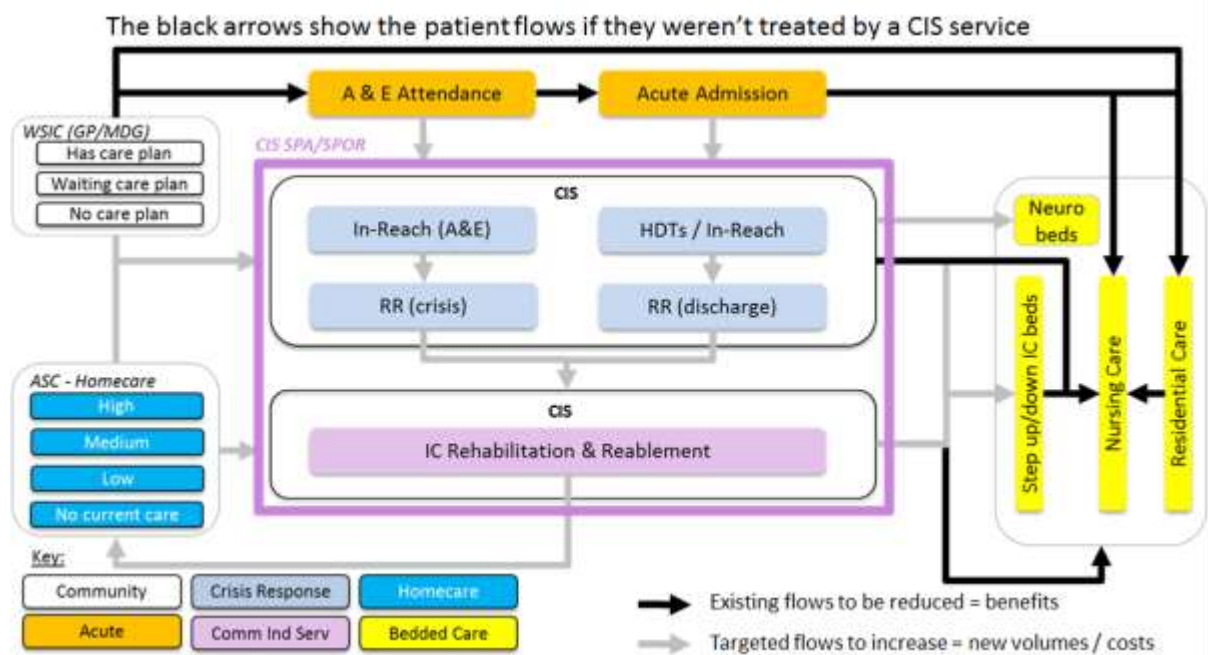 The black arrows show the patient flows if they weren't treated by a CIS service
A & E Attendance
Acute Admission
WSIC (GP/MDG)
Has care plan
Waiting care plan
No care plan
CIS SPA/SPOR
CIS
In-Reach (A&E)
HDTs / In-Reach
RR (crisis)
RR (discharge)
Neuro
beds
Step up/down IC beds
Nursing Care
Residential Care
ASC - Homecare
High
Medium
Low
No current care
CIS
IC Rehabilitation & Reablement
Key:
Community
Crisis Response
Homecare
Acute
Comm Ind Serv
Bedded Care
Existing flows to be reduced = benefits
Targeted flows to increase = new volumes / costs